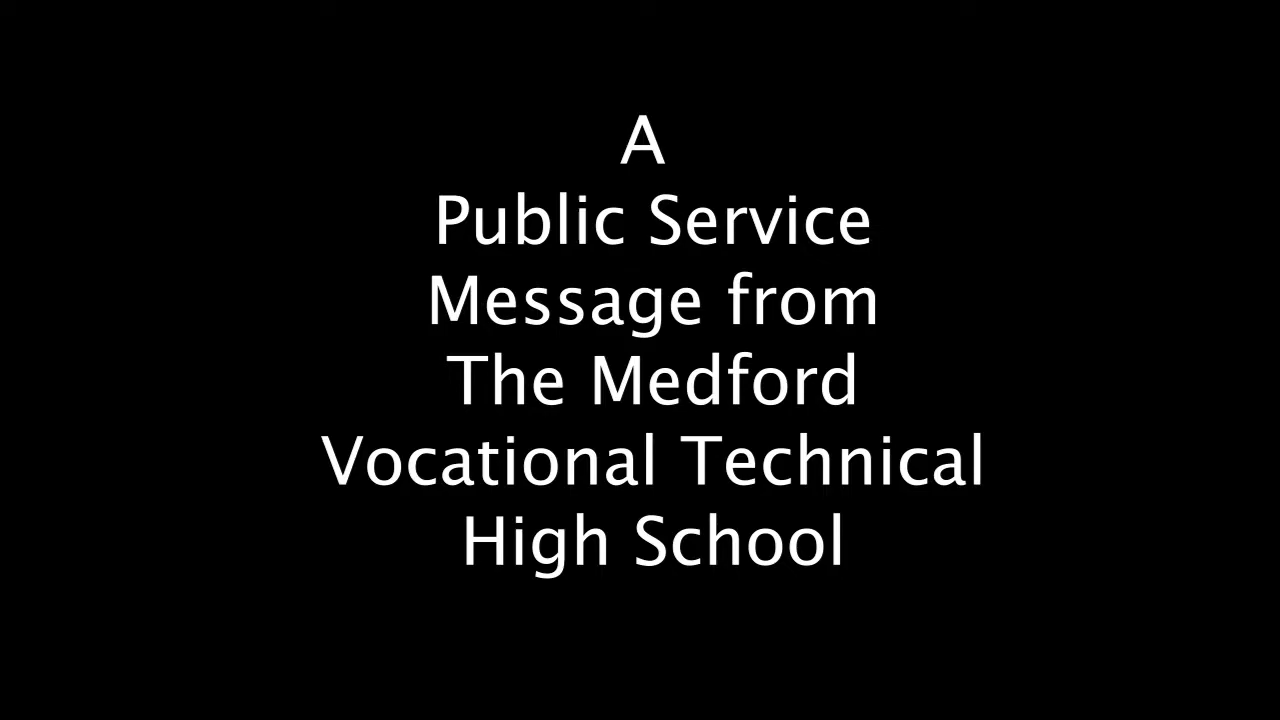 A
Public Service
Message from
The Medford
Vocational Technical
High School